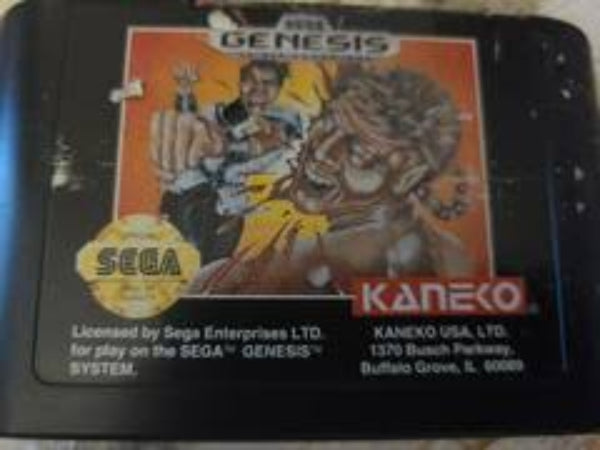 SEGA
GENESIS
SEGA
KANEKO
Licensed by Sega Enterprises LTD.
for play on the SEGA™ GENESIS™
SYSTEM.
KANEKO USA, LTD.
1370 Busch Parkway,
Buffalo Grove, IL 60089